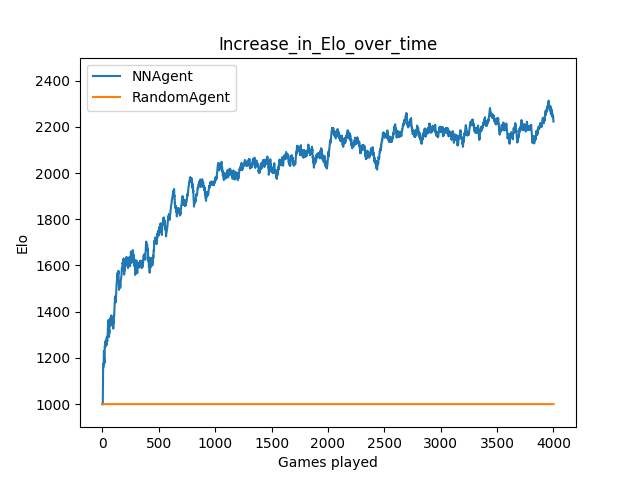 Increase_in_Elo_over_time
NNAgent
RandomAgent
2400
2200
2000
1800
1600
1400
1200
1000
Elo
0 500 1000 1500 2000 2500 3000 3500 4000
Games played